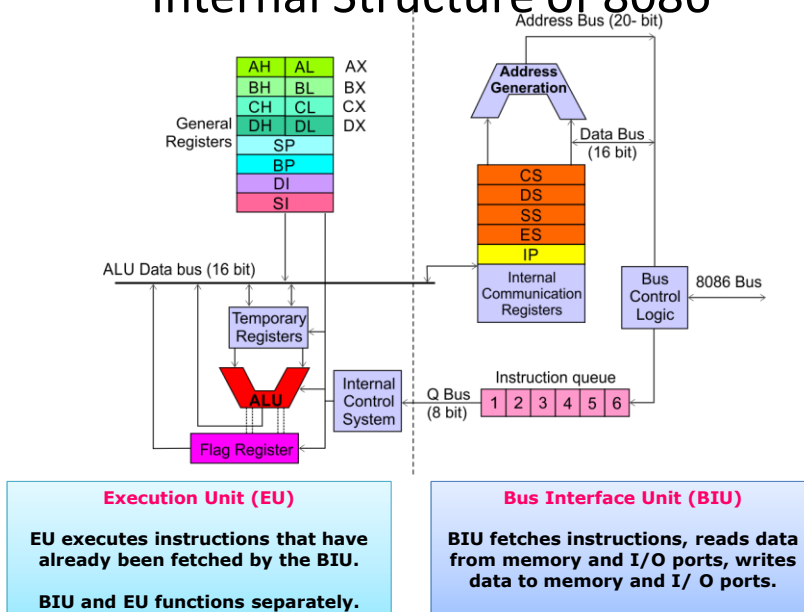 Internal Structure of 8086
Address Bus (20- bit)
AH AL AX
BH BL BX
CH CL CX
DH DL DX
General
Registers
SP
BP
DI
SI
Address
Generation
Data Bus
(16 bit)
CS
DS
SS
ES
IP
Internal
Communication
Registers
ALU Data bus (16 bit)
Bus
Control
Logic
8086 Bus
Temporary
Registers
ALU
Internal
Control
System
Flag Register
Q Bus
(8 bit)
Instruction queue
1 2 3 4 5 6
Execution Unit (EU)
EU executes instructions that have
already been fetched by the BIU.
BIU and EU functions separately.
Bus Interface Unit (BIU)
BIU fetches instructions, reads data
from memory and I/O ports, writes
data to memory and I/ O ports.